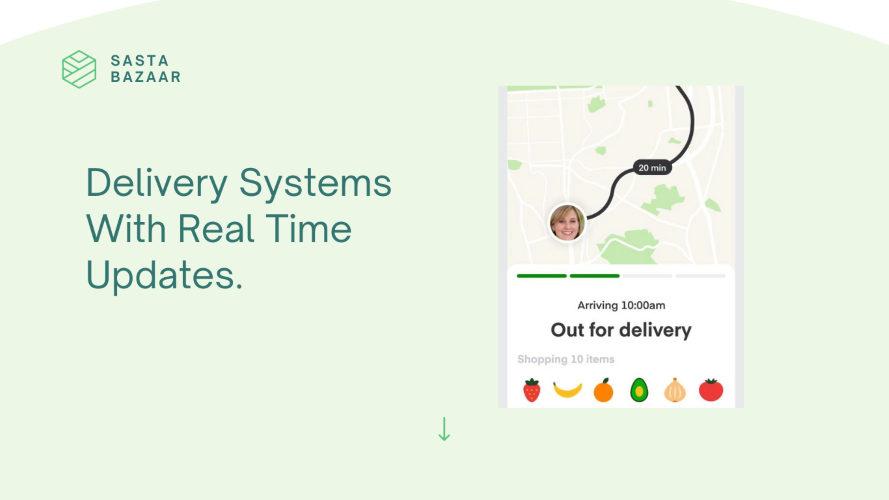 SASTA
BAZAAR
Delivery Systems
With Real Time
Updates.
20 min
Arriving 10:00am
Out for delivery
Shopping 10 items